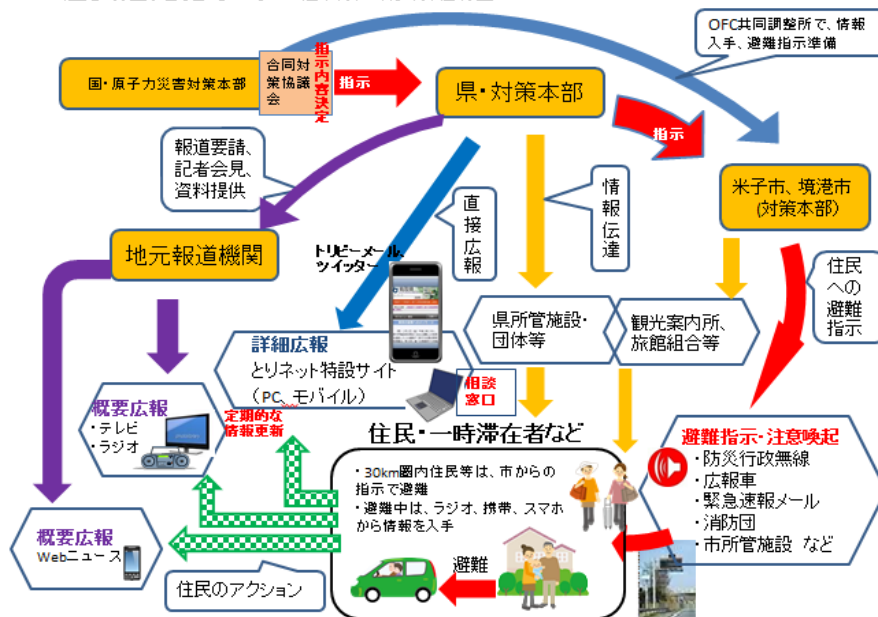 OFC共同調整所で、情報
入手、避難指示準備
国・原子力災害対策本部
合同対
策協議
会
指示内容決定
指示
県・対策本部
指示
報道要請、
記者会見、
資料提供
直接広報
情報伝達
米子市、境港市
(対策本部)
地元報道機関
トリピーメール、
ツイッター
住民への避難指示
県所管施設・
団体等
観光案内所、
旅館組合等
詳細広報
とりネット特設サイト
(PC、モバイル)
相談
窓口
概要広報
・テレビ
・ラジオ
定期的な
情報更新
住民・一時滞在者など
・30km圏内住民等は、市からの
指示で避難
・避難中は、ラジオ、携帯、スマホ
から情報を入手
避難指示・注意喚起
・防災行政無線
・広報車
・緊急速報メール
・消防団
・市所管施設 など
概要広報
Webニュース
避難
住民のアクション